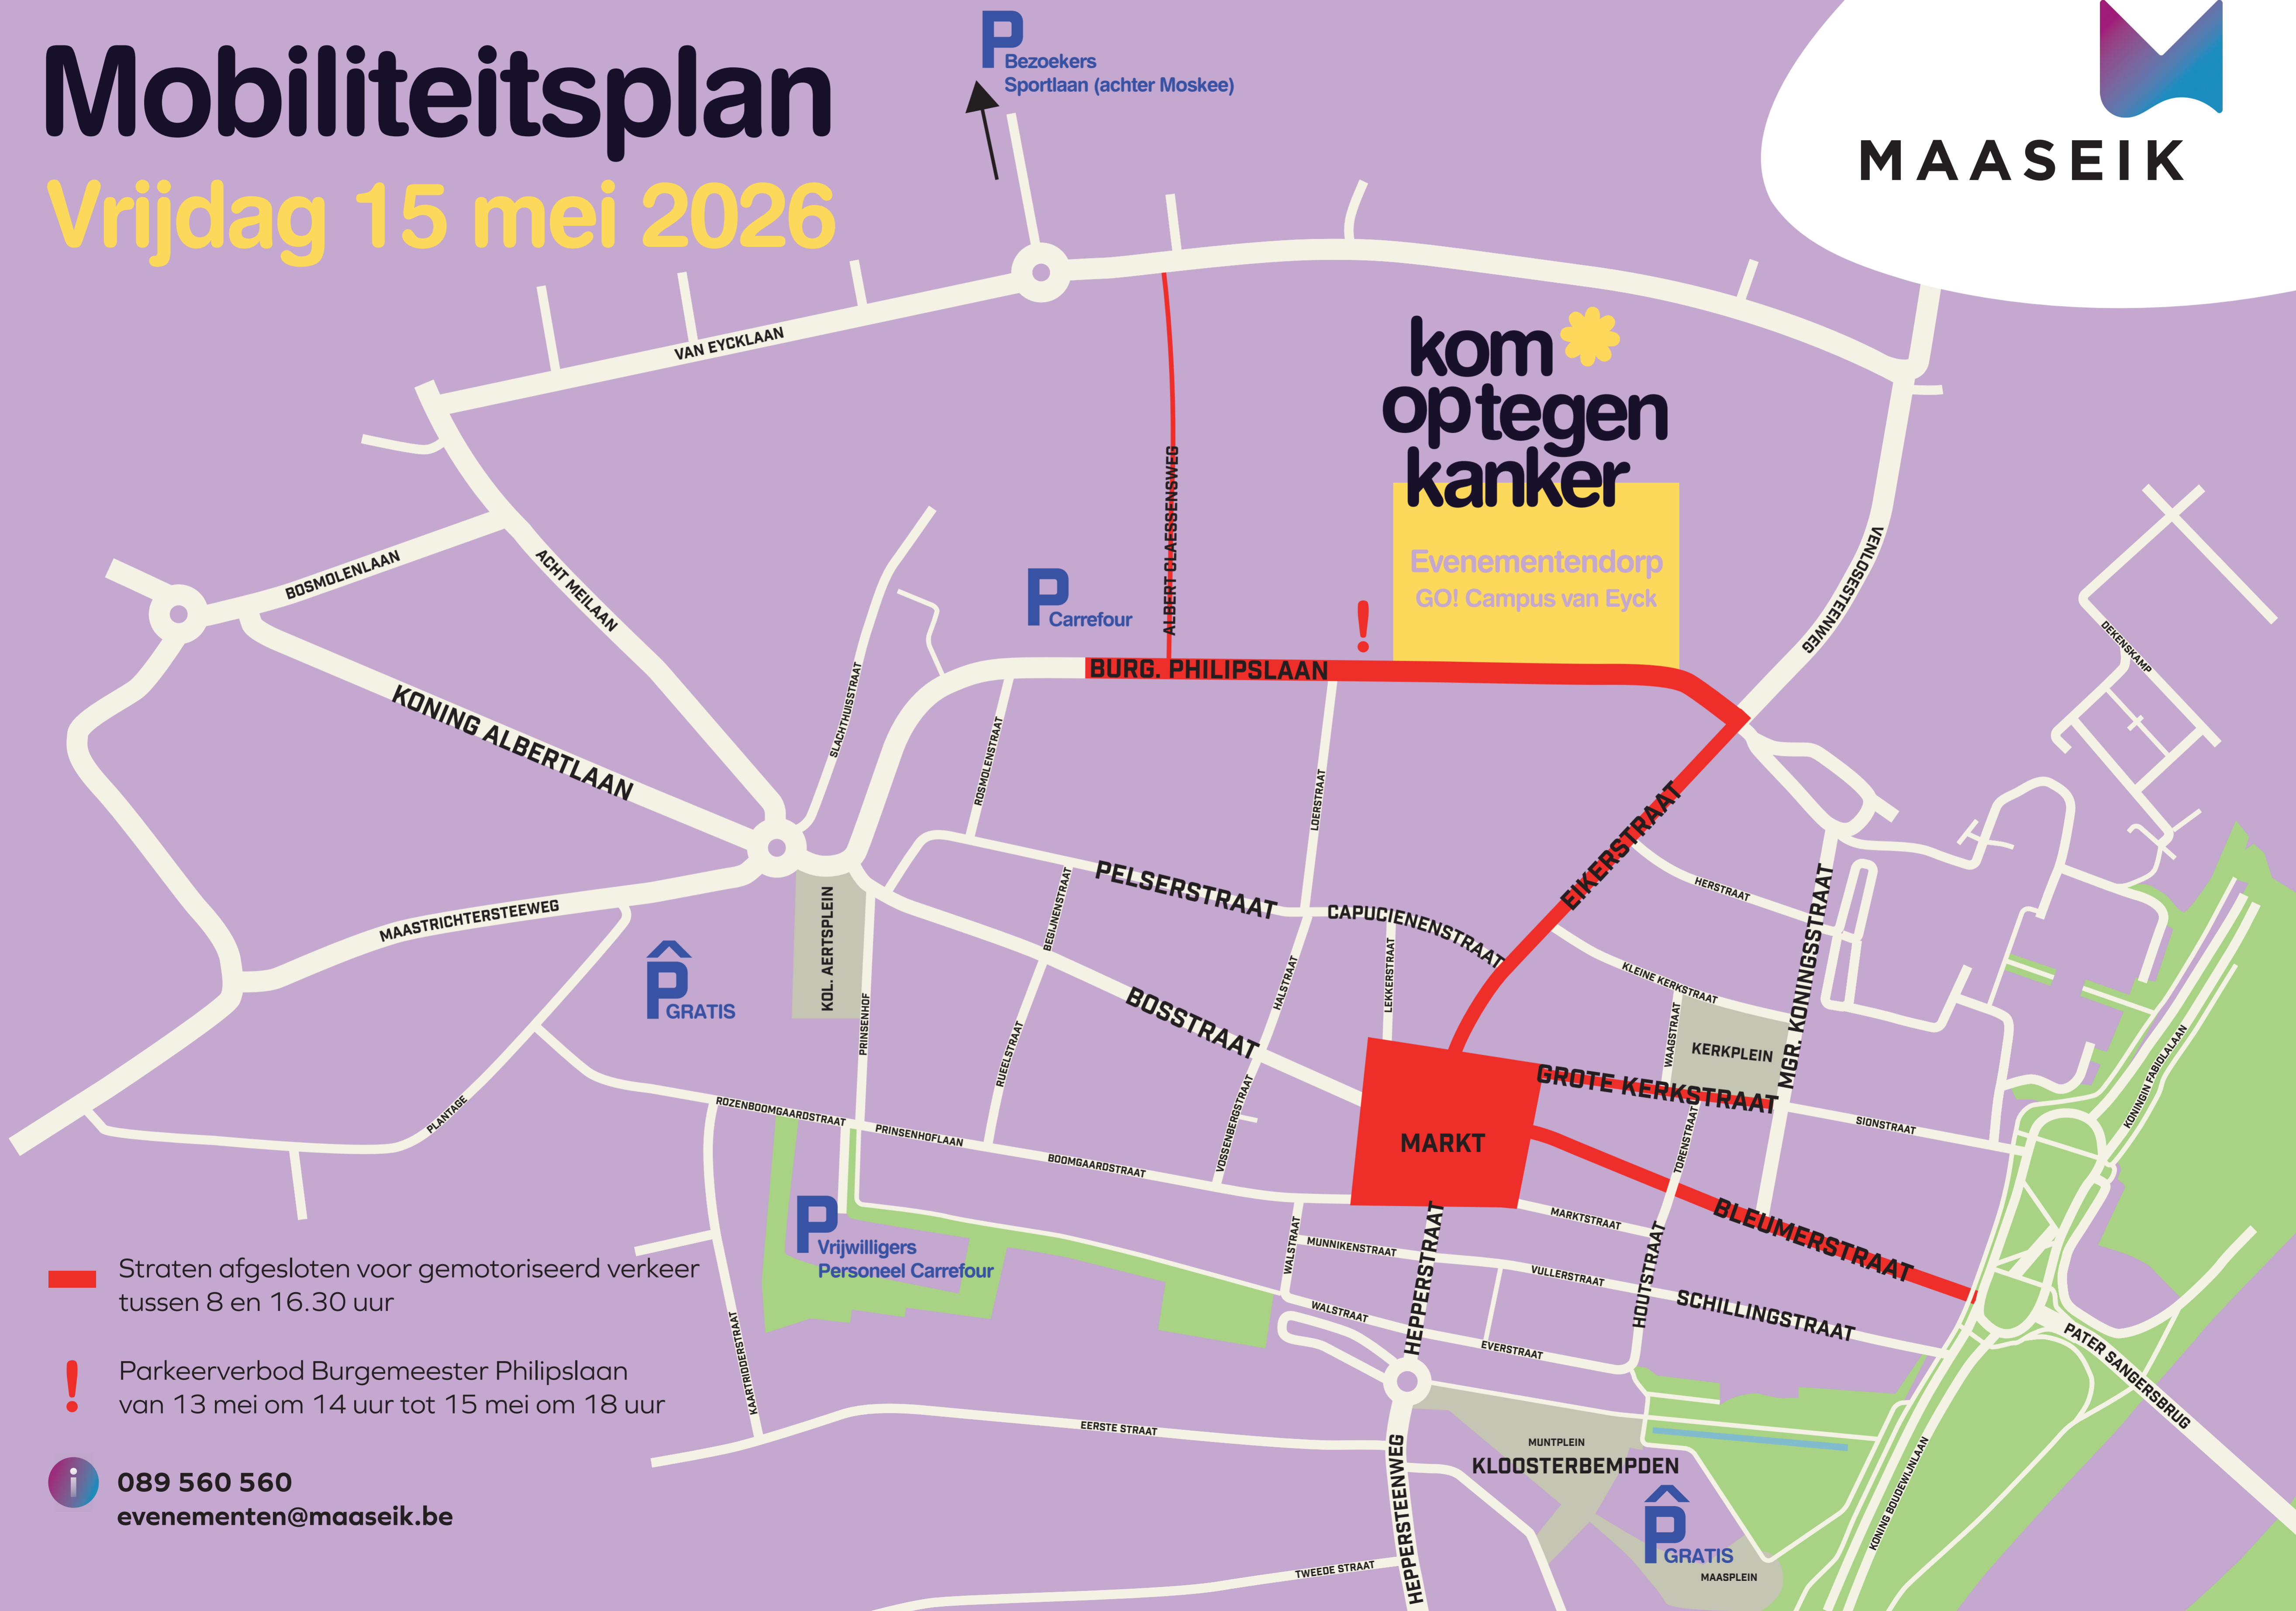 Mobiliteitsplan
Vrijdag 15 mei 2026
P
Bezoekers
Sportlaan (achter Moskee)
MAASEIK
VAN EYCKLAAN
kom
op tegen
kanker
Evenementendorp
GO! Campus van Eyck
ALBERT CLAESSENSWEG
VENLOSESTEENWEG
BOSMOLENLAAN
ACHT MEILAAN
P
Carrefour
!
BURG. PHILIPSLAAN
DEKENSKAMP
KONING ALBERTLAAN
SLACHTHUISSTRAAT
ROSMOLENSTRAAT
LOERSTRAAT
EIKERSTRAAT
PELSERSTRAAT
CAPUCIENENSTRAAT
HERSTRAAT
MGR. KONINGSSTRAAT
MAASTRICHTERSTEEWEG
KOL. AERTSPLEIN
BEGIJNENSTRAAT
P
GRATIS
PRINSENHOF
BOSSTRAAT
HALSTRAAT
LEKKERSTRAAT
KLEINE KERKSTRAAT
WAAGSTRAAT
KERKPLEIN
RUEELSTRAAT
GROTE KERKSTRAAT
KONINGIN FABIOLALAAN
PLANTAGE
ROZENBOOMGAARDSTRAAT
PRINSENHOFLAAN
BOOMGAARDSTRAAT
VOSSENBERGSTRAAT
MARKT
TORENSTRAAT
SIONSTRAAT
P
Vrijwilligers
Personeel Carrefour
WALSTRAAT
MUNNIKENSTRAAT
HEPPERSTRAAT
MARKTSTRAAT
VULLERSTRAAT
HOUTSTRAAT
BLEUMERSTRAAT
SCHILLINGSTRAAT
WALSTRAAT
EVERSTRAAT
PATER SANGERSBRUG
KAARTRIDDERSTRAAT
EERSTE STRAAT
HEPPERSTEENWEG
MUNTPLEIN
KLOOSTERBEMPDEN
KONING BOUDEWIJNLAAN
P
GRATIS
MAASPLEIN
TWEEDE STRAAT
Straten afgesloten voor gemotoriseerd verkeer
tussen 8 en 16.30 uur
!
Parkeerverbod Burgemeester Philipslaan
van 13 mei om 14 uur tot 15 mei om 18 uur
i
089 560 560
evenementen@maaseik.be